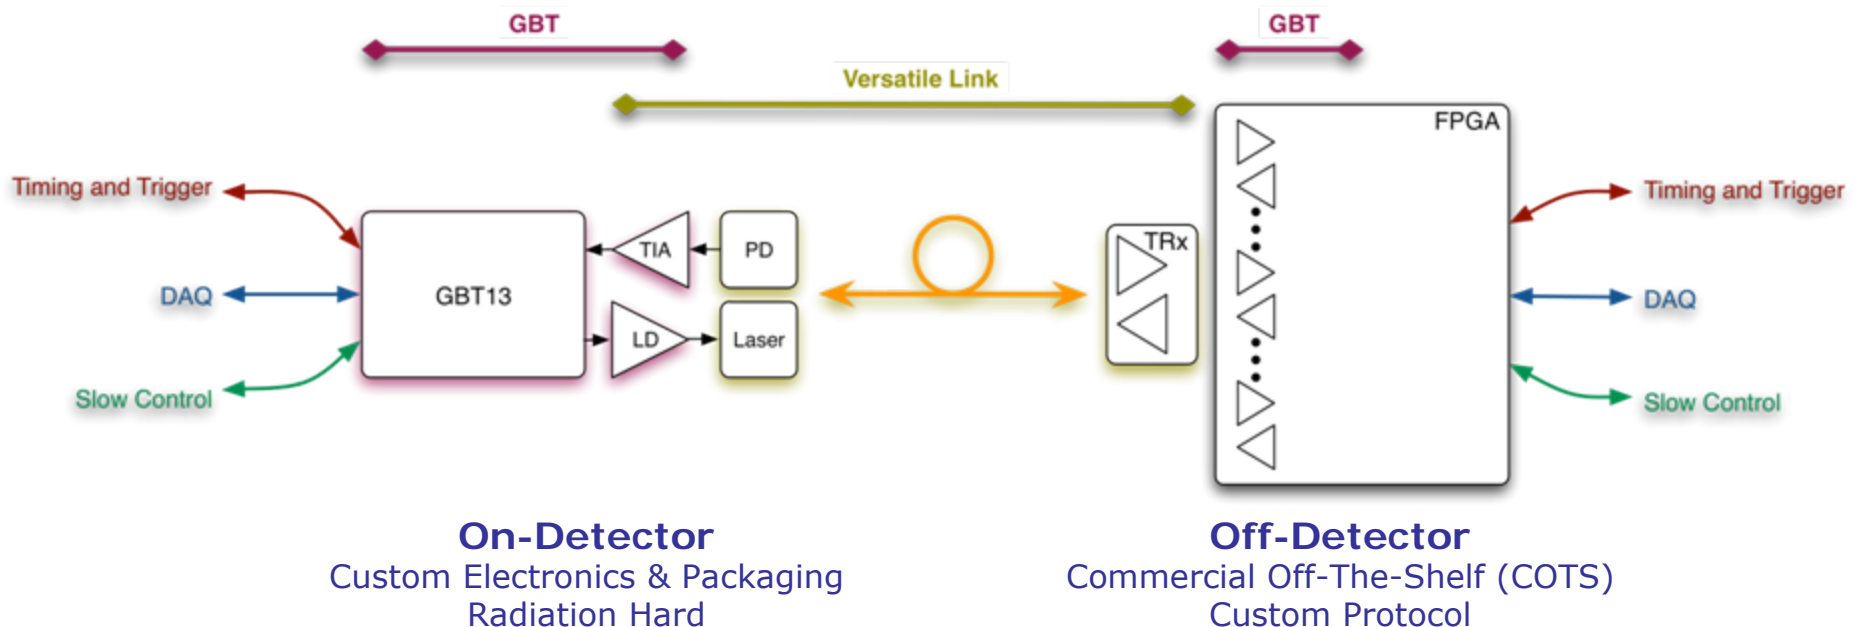 GBT
GBT
Versatile Link
FPGA
Timing and Trigger
Timing and Trigger
TIA
PD
TRx
GBT13
DAQ
DAQ
LD
Laser
Slow Control
Slow Control
On-Detector
Custom Electronics & Packaging
Radiation Hard
Off-Detector
Commercial Off-The-Shelf (COTS)
Custom Protocol